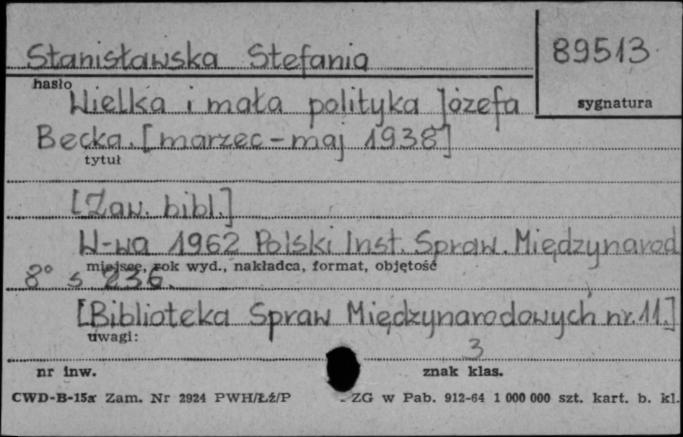 Stanisławska Stefania
89513
hasło
sygnatura
Wielka i mała polityka Józefa
Becka. [marzec - maj 1938]
tytuł
[Zaw. bibl.]
W-wa 1962 Polski Inst. Spraw. Międzynarod
miejsce, rok wyd., nakładca, format, objętość
8° s 236.
[Biblioteka Spraw Międzynarodowych nr. 11.]
uwagi:
3
nr inw.
znak klas.
CWD-B-15a Zam. Nr 2924 PWH/Łź/P
ZG w Pab. 912-64 1 000 000 szt. kart. b. kl.